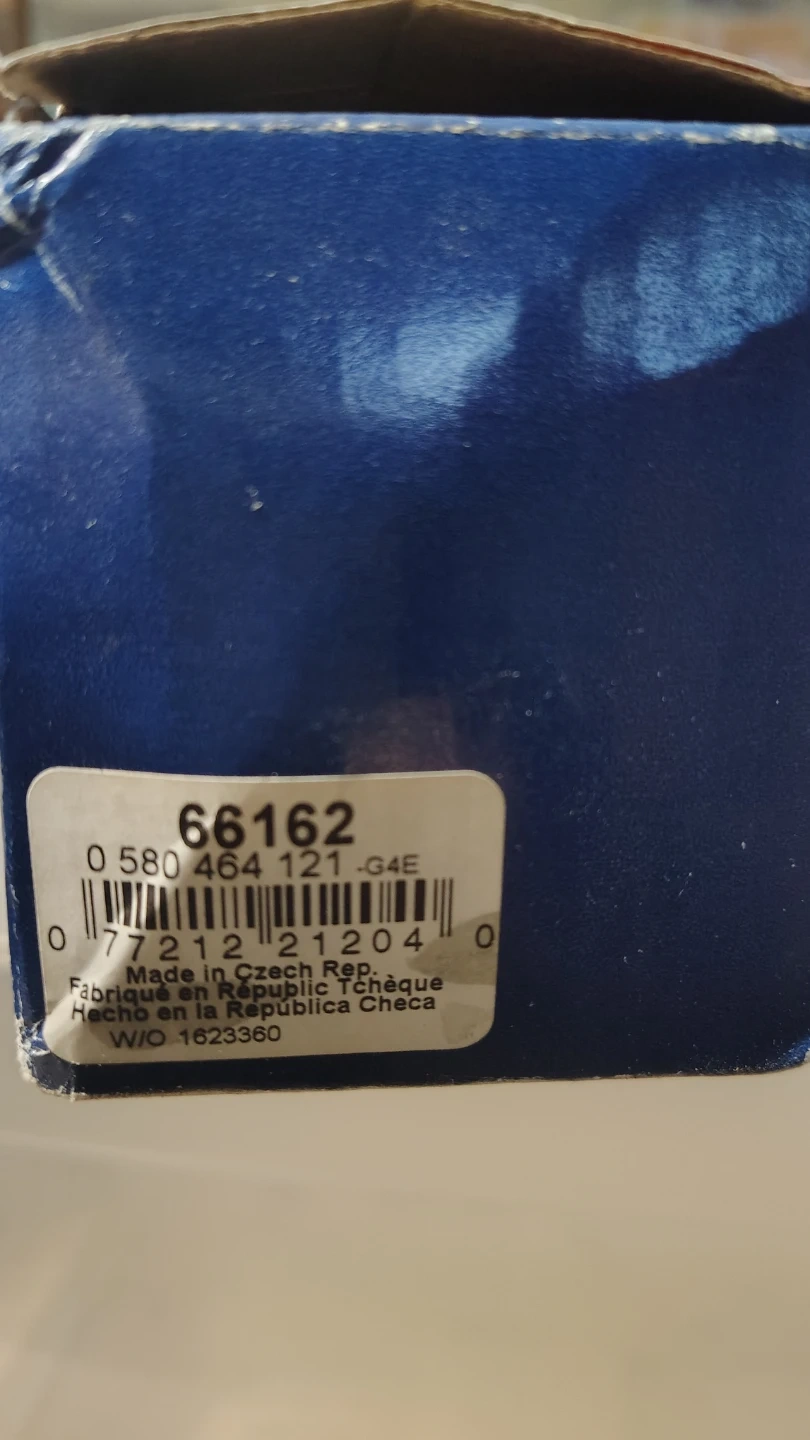 66162
0 580 464 121 -G4E
0 77212 21204 0
Made in Czech Rep.
Fabriqué en Républic Tchèque
Hecho en la República Checa
W/O 1623360